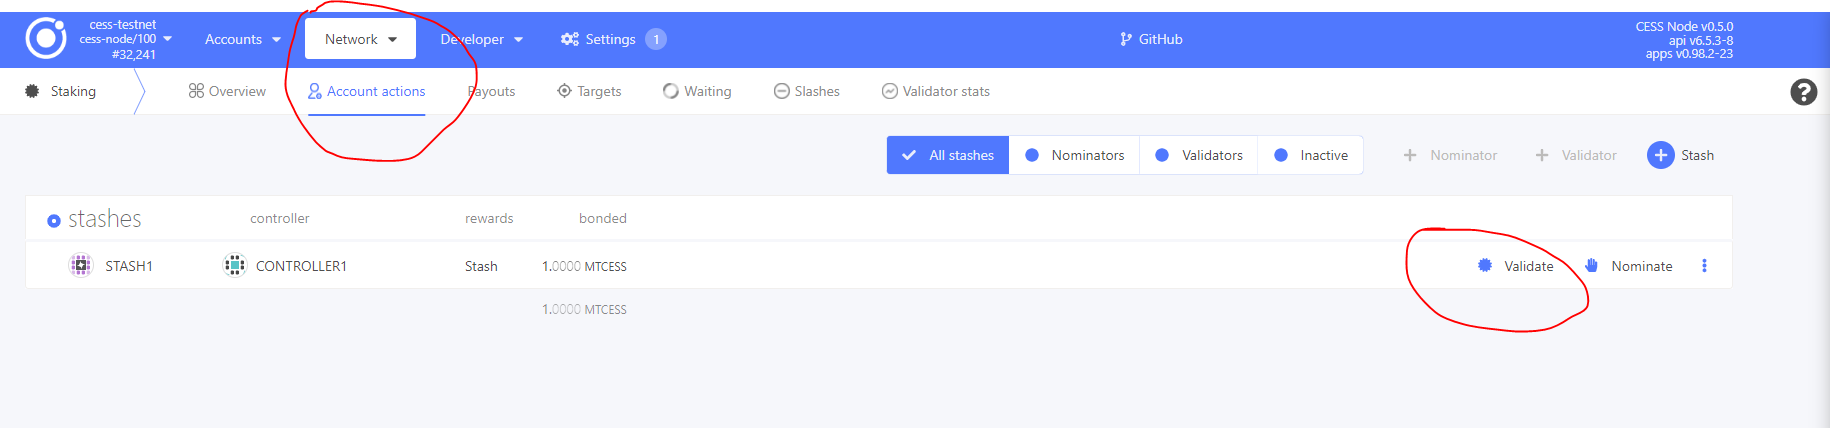 cess-testnet
cess-node/100
#32,241
Accounts
Network
Developer
Settings 1
GitHub
CESS Node v0.5.0
api v6.5.3-8
apps v0.98.2-23
Staking
Overview
Account actions
Payouts
Targets
Waiting
Slashes
Validator stats
?
All stashes
Nominators
Validators
Inactive
+ Nominator
+ Validator
+ Stash
stashes controller rewards bonded
STASH1 CONTROLLER1 Stash 1.0000 MTCESS Validate Nominate
1.0000 MTCESS